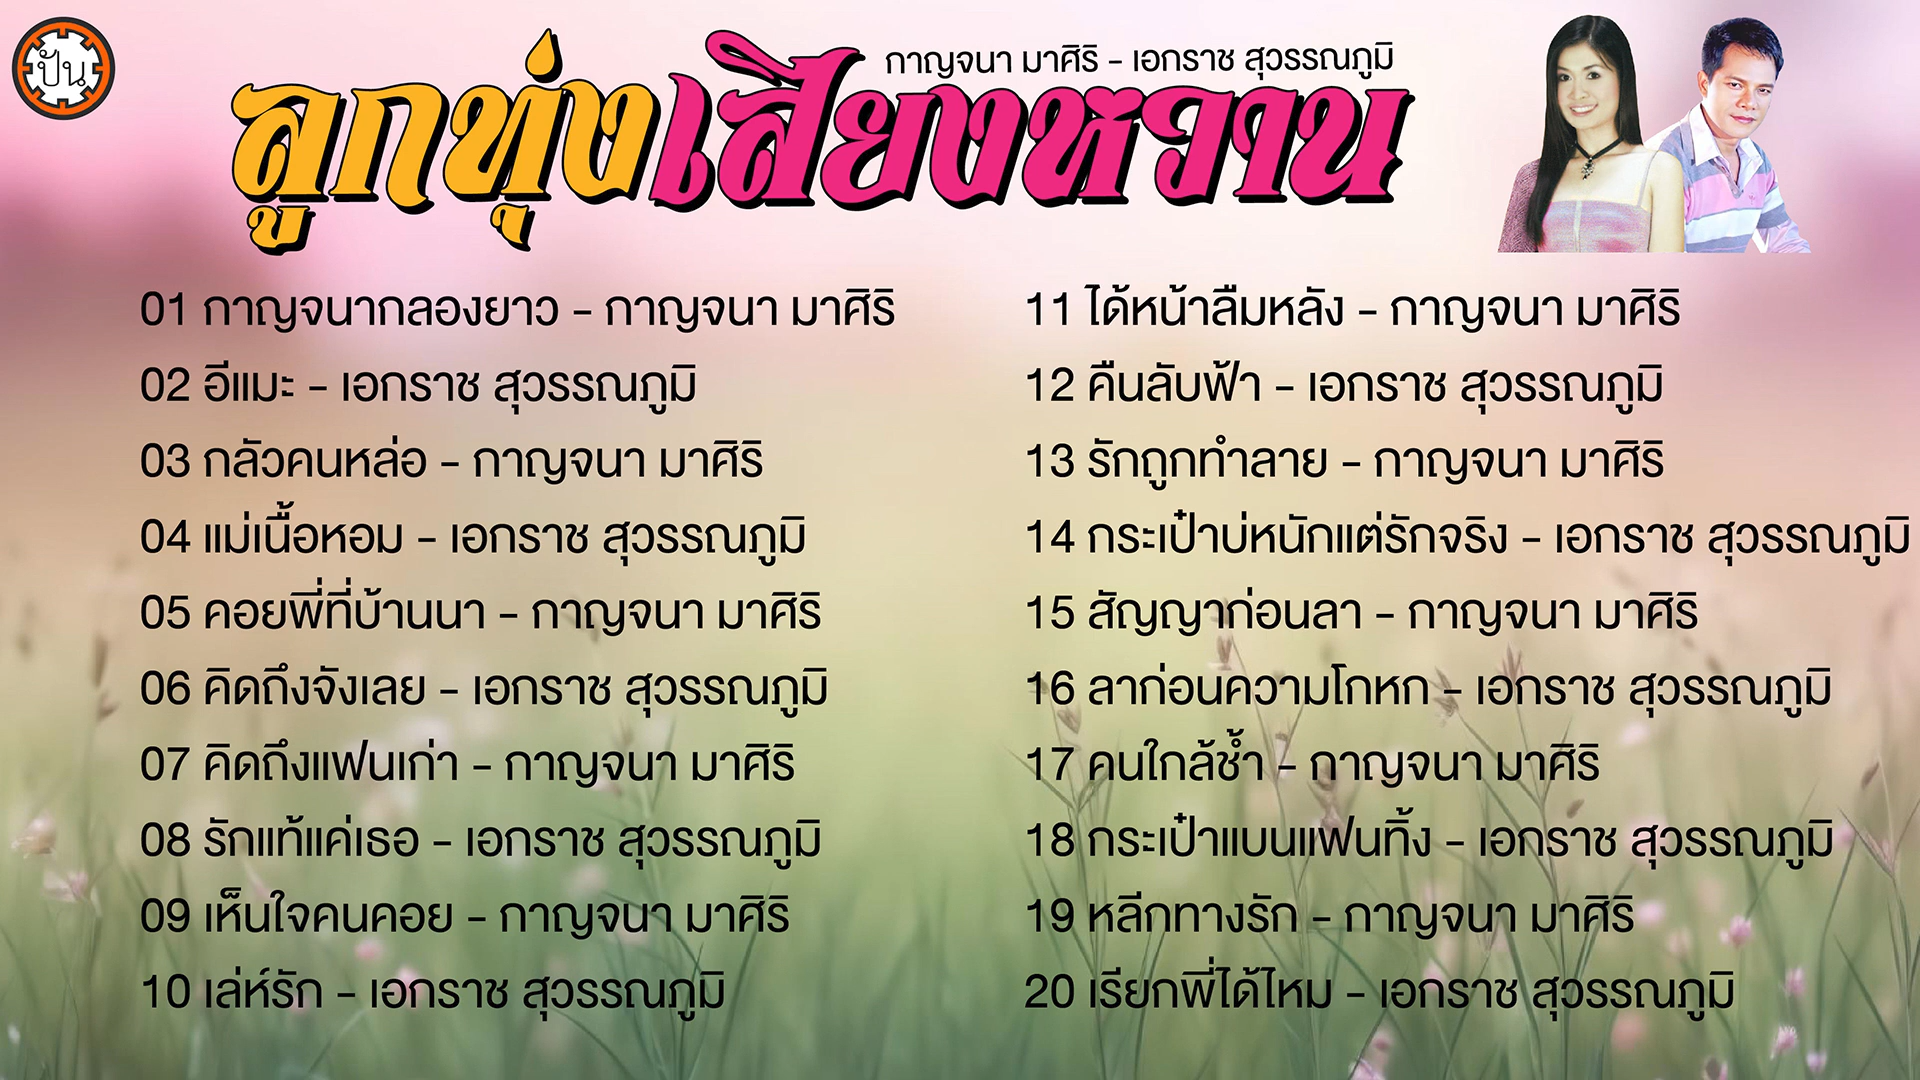 ปัน
กาญจนา มาศิริ - เอกราช สุวรรณภูมิ
ลูกทุ่งเสียงหวาน
01 กาญจนากลองยาว - กาญจนา มาศิริ
02 อีแมะ - เอกราช สุวรรณภูมิ
03 กลัวคนหล่อ - กาญจนา มาศิริ
04 แม่เนื้อหอม - เอกราช สุวรรณภูมิ
05 คอยพี่ที่บ้านนา - กาญจนา มาศิริ
06 คิดถึงจังเลย - เอกราช สุวรรณภูมิ
07 คิดถึงแฟนเก่า - กาญจนา มาศิริ
08 รักแท้แค่เธอ - เอกราช สุวรรณภูมิ
09 เห็นใจคนคอย - กาญจนา มาศิริ
10 เล่ห์รัก - เอกราช สุวรรณภูมิ
11 ได้หน้าลืมหลัง - กาญจนา มาศิริ
12 คืนลับฟ้า - เอกราช สุวรรณภูมิ
13 รักถูกทำลาย - กาญจนา มาศิริ
14 กระเป๋าบ่หนักแต่รักจริง - เอกราช สุวรรณภูมิ
15 สัญญาก่อนลา - กาญจนา มาศิริ
16 ลาก่อนความโกหก - เอกราช สุวรรณภูมิ
17 คนใกล้ช้ำ - กาญจนา มาศิริ
18 กระเป๋าแบนแฟนทิ้ง - เอกราช สุวรรณภูมิ
19 หลีกทางรัก - กาญจนา มาศิริ
20 เรียกพี่ได้ไหม - เอกราช สุวรรณภูมิ